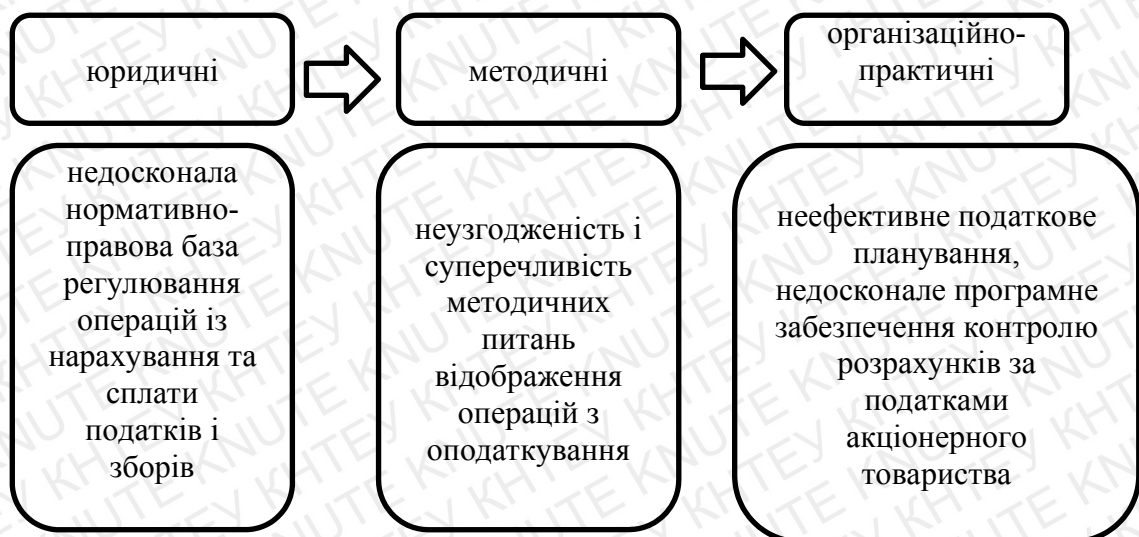 юридичні
методичні
організаційно-
практичні
недосконала
нормативно-
правова база
регулювання
операцій із
нарахування та
сплати
податків і
зборів
неузгодженість і
суперечливість
методичних
питань
відображення
операцій з
оподаткування
неефективне податкове
планування,
недосконале програмне
забезпечення контролю
розрахунків за
податками
акціонерного
товариства